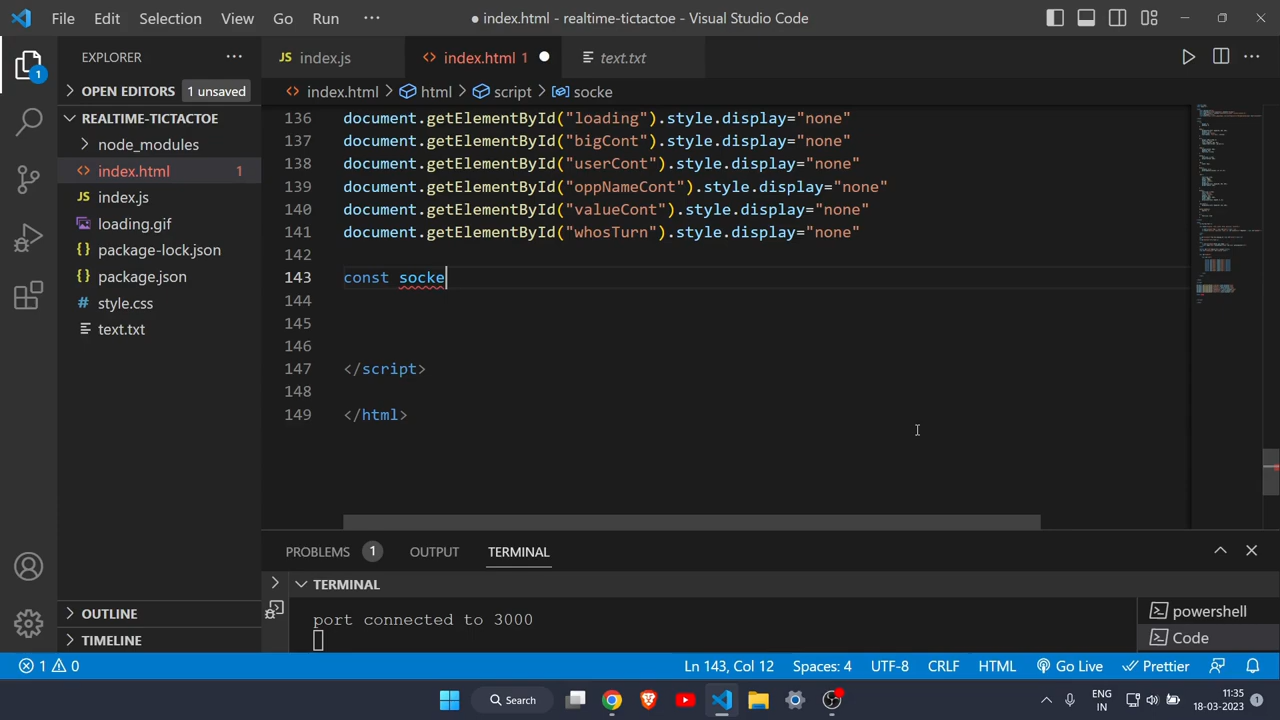 File Edit Selection View Go Run ··· ● index.html - realtime-tictactoe - Visual Studio Code
EXPLORER ···
JS index.js
<> index.html 1 ●
text.txt
OPEN EDITORS 1 unsaved
<> index.html > html > script > socke
REALTIME-TICTACTOE
node_modules
<> index.html 1
JS index.js
loading.gif
{} package-lock.json
{} package.json
# style.css
text.txt
136 document.getElementById("loading").style.display="none"
137 document.getElementById("bigCont").style.display="none"
138 document.getElementById("userCont").style.display="none"
139 document.getElementById("oppNameCont").style.display="none"
140 document.getElementById("valueCont").style.display="none"
141 document.getElementById("whosTurn").style.display="none"
142
143 const socke
144
145
146
147 </script>
148
149 </html>
1
OUTLINE
TIMELINE
PROBLEMS 1 OUTPUT TERMINAL
TERMINAL
port connected to 3000
powershell
Code
1 0
Ln 143, Col 12 Spaces: 4 UTF-8 CRLF HTML Go Live Prettier
Search
ENG
IN
11:35
18-03-2023
1